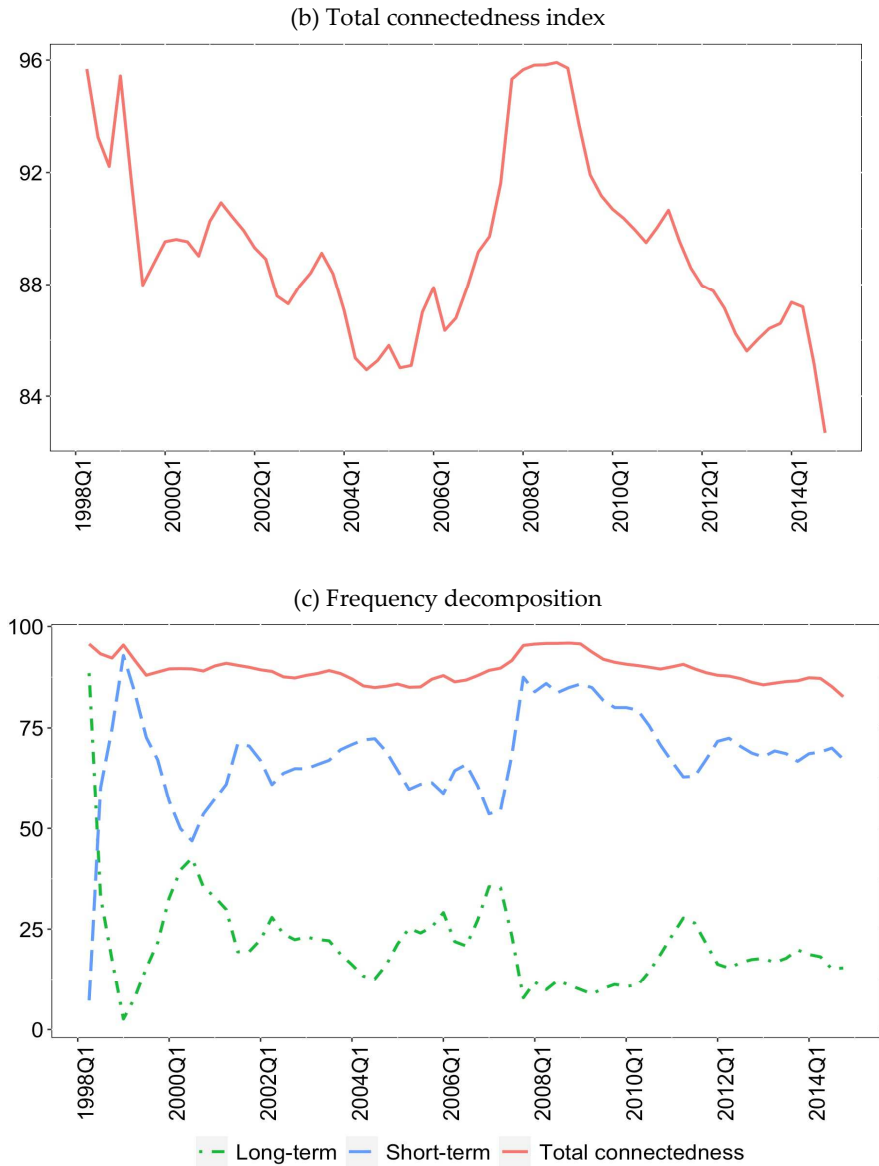 (b) Total connectedness index
96
92
88
84
1998Q1
2000Q1
2002Q1
2004Q1
2006Q1
2008Q1
2010Q1
2012Q1
2014Q1
(c) Frequency decomposition
100
75
50
25
0
1998Q1
2000Q1
2002Q1
2004Q1
2006Q1
2008Q1
2010Q1
2012Q1
2014Q1
Long-term Short-term Total connectedness